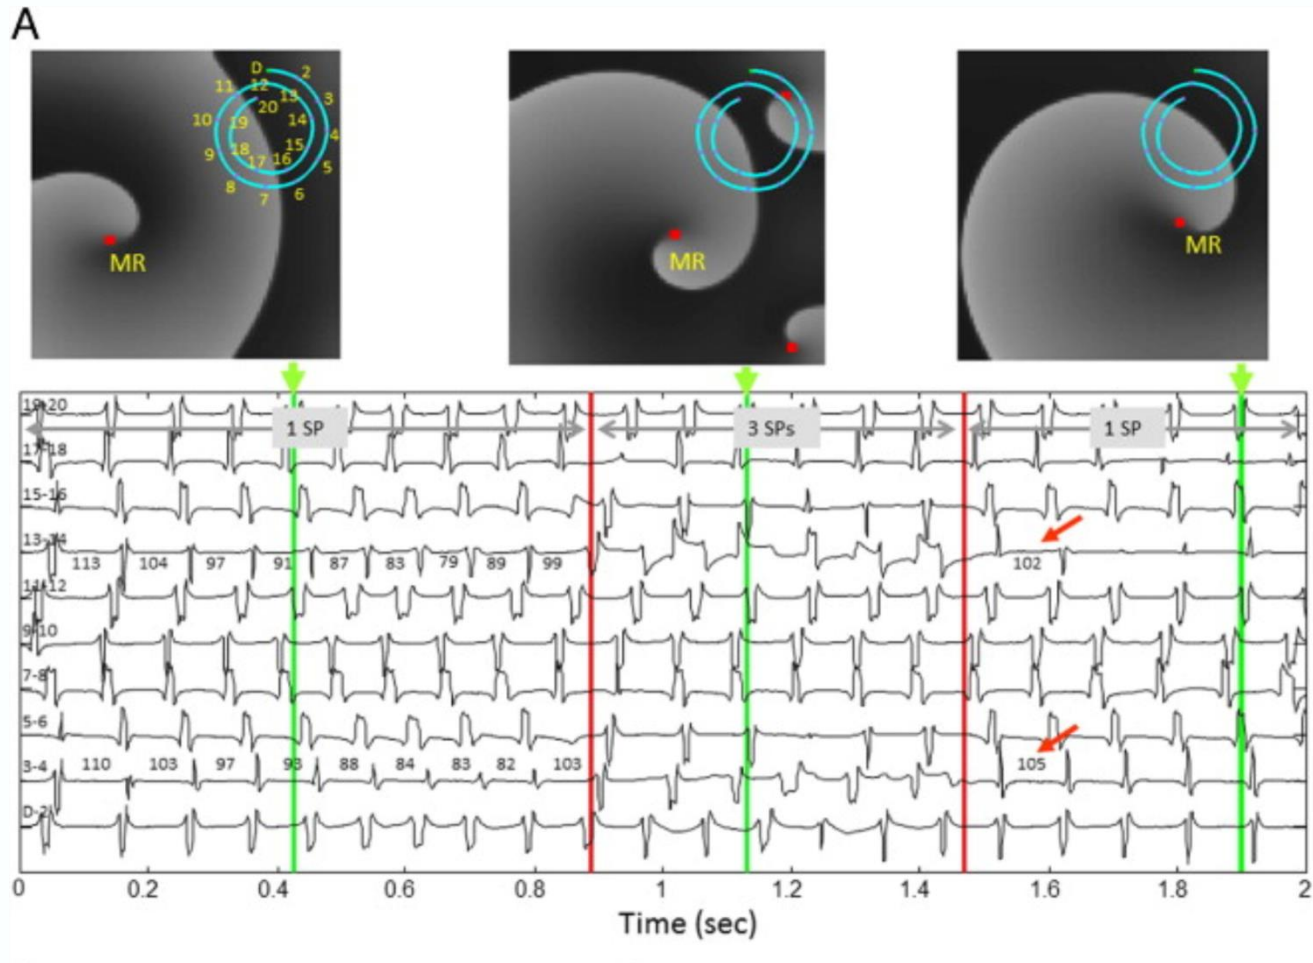 A
D 2
11 12 13 3
20
10 19 14 4
9 18 15 5
17 16
8 7 6
MR
MR
MR
19-20
1 SP 3 SPs 1 SP
17-18
15-16
13-14
113 104 97 91 87 83 79 89 99 102
11-12
9-10
7-8
5-6
3-4 110 103 97 93 88 84 83 82 103 105
D-2
0 0.2 0.4 0.6 0.8 1 1.2 1.4 1.6 1.8 2
Time (sec)